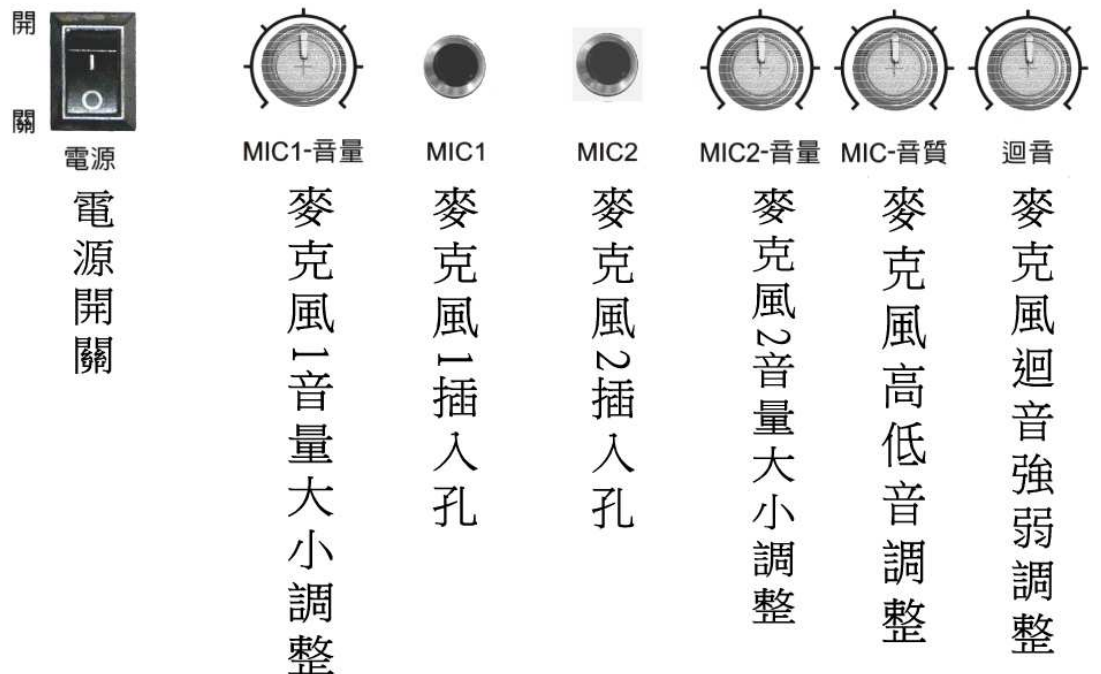 開
關
電源
MIC1-音量
MIC1
MIC2
MIC2-音量
MIC-音質
迴音
電源開關
麥克風1音量大小調整
麥克風1插入孔
麥克風2插入孔
麥克風2音量大小調整
麥克風高低音調整
麥克風迴音強弱調整